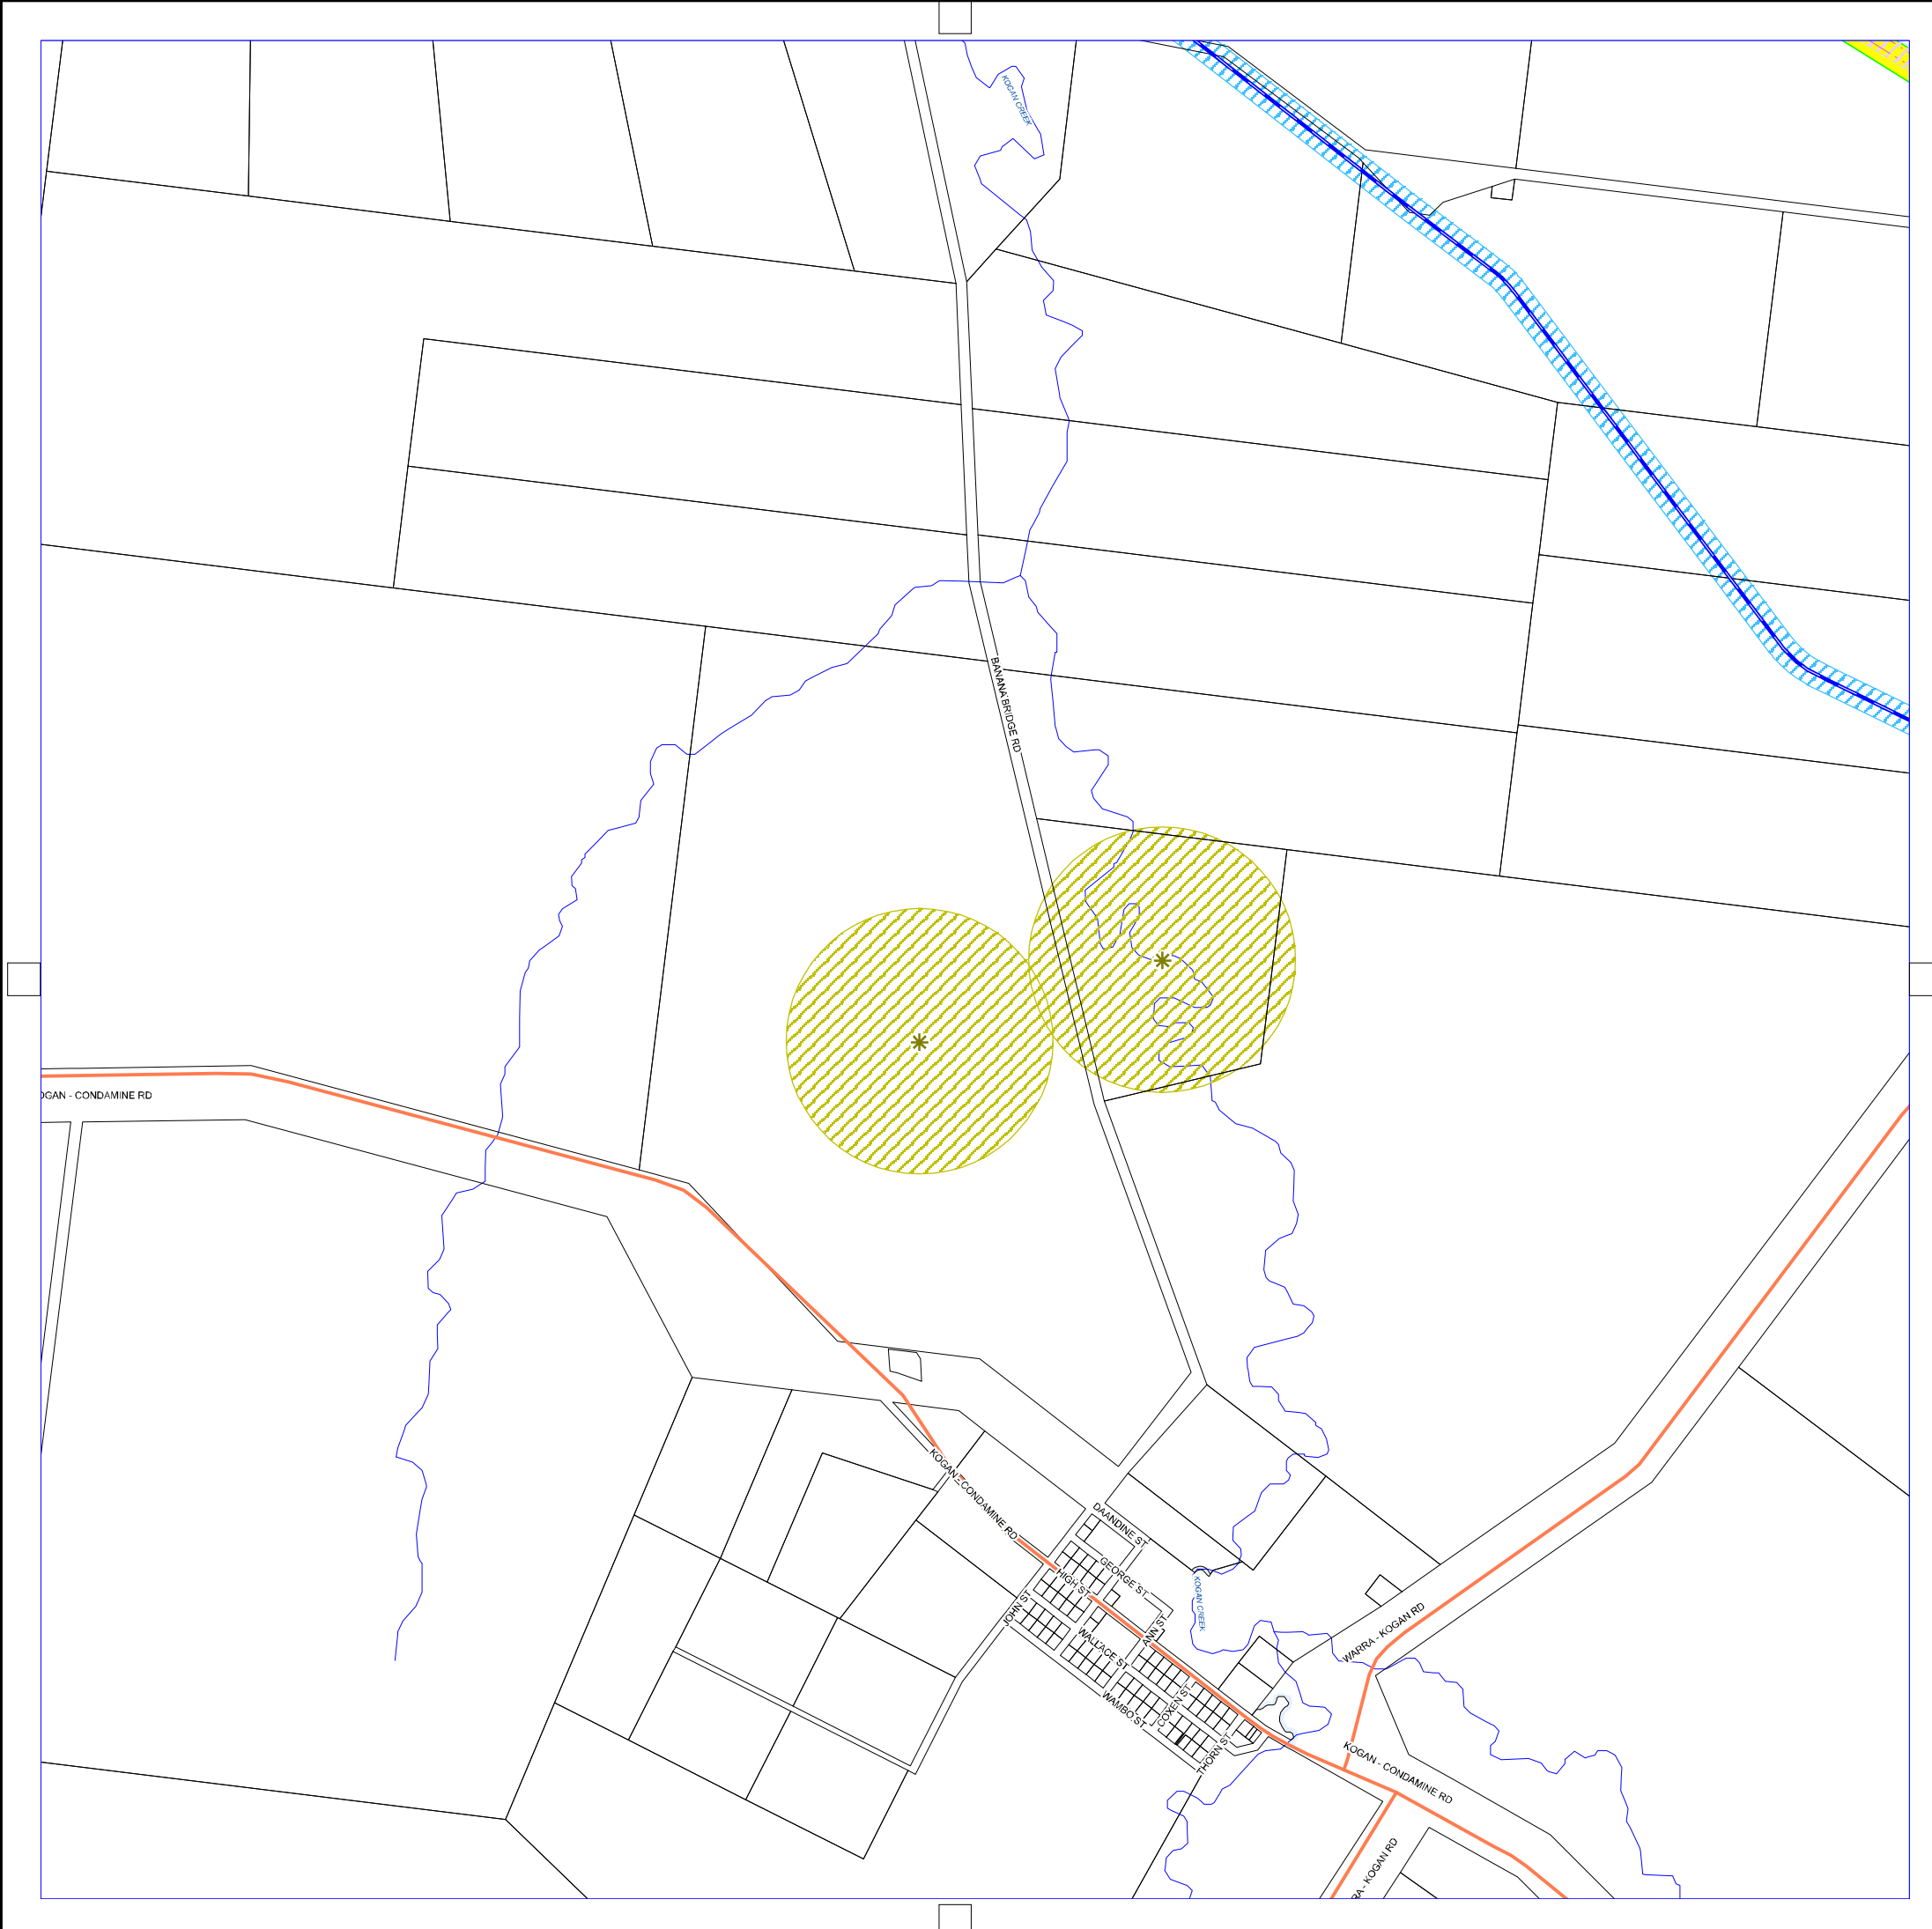 KOGAN CREEK
BANANA BRIDGE RD
OGAN - CONDAMINE RD
KOGAN - CONDAMINE RD
DAANDINE ST
GEORGE ST
HIGH ST
JOHN ST
KOGAN CREEK
ANN ST
WALLACE ST
WARRA - KOGAN RD
COXEN ST
WAMBO ST
THORN ST
KOGAN - CONDAMINE RD
RA - KOGAN RD